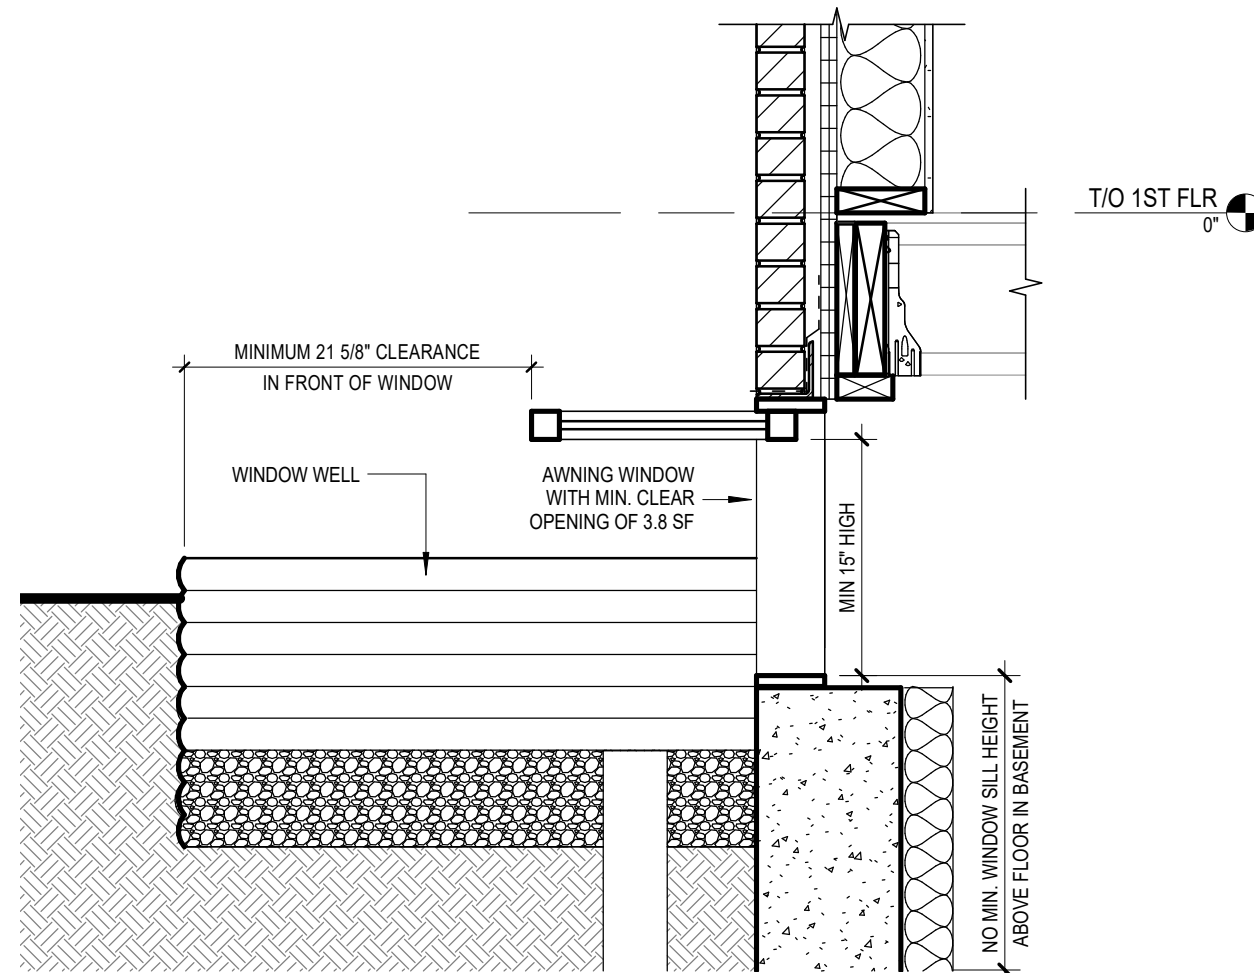 T/O 1ST FLR
0"
MINIMUM 21 5/8" CLEARANCE
IN FRONT OF WINDOW
WINDOW WELL
AWNING WINDOW
WITH MIN. CLEAR
OPENING OF 3.8 SF
MIN 15" HIGH
NO MIN. WINDOW SILL HEIGHT
ABOVE FLOOR IN BASEMENT